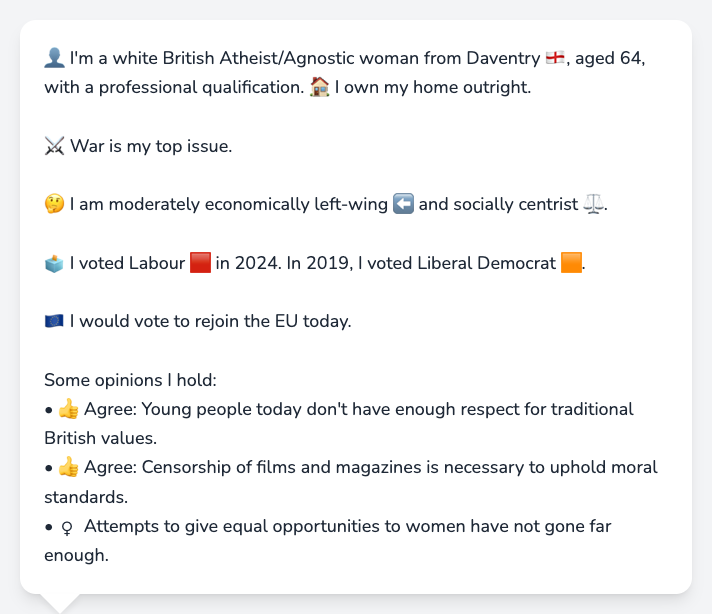 👤 I'm a white British Atheist/Agnostic woman from Daventry 🏴󠁧󠁢󠁥󠁮󠁧󠁿, aged 64,
with a professional qualification. 🏠 I own my home outright.
⚔️ War is my top issue.
🤔 I am moderately economically left-wing ⬅️ and socially centrist ⚖️.
🗳️ I voted Labour 🟥 in 2024. In 2019, I voted Liberal Democrat 🟧.
🇪🇺 I would vote to rejoin the EU today.
Some opinions I hold:
• 👍 Agree: Young people today don't have enough respect for traditional
British values.
• 👍 Agree: Censorship of films and magazines is necessary to uphold moral
standards.
• ♀ Attempts to give equal opportunities to women have not gone far
enough.